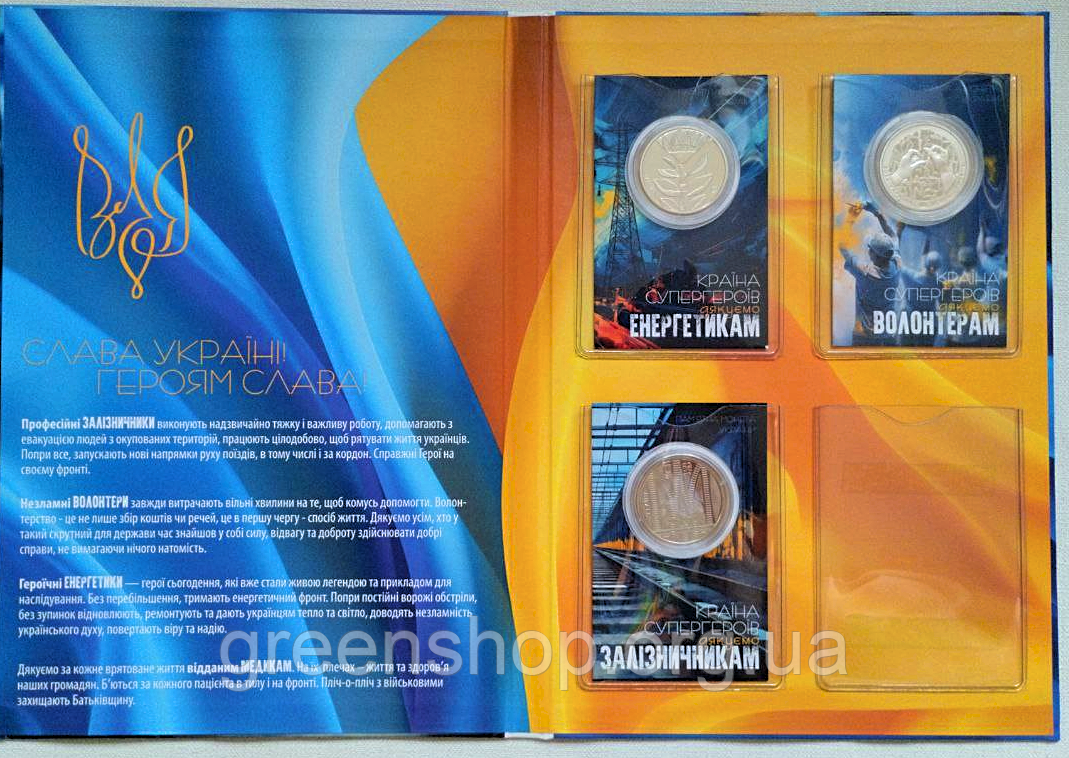 СЛАВА УКРАЇНІ!
ГЕРОЯМ СЛАВА!
Професійні ЗАЛІЗНИЧНИКИ виконують надзвичайно тяжку і важливу роботу, допомагають з
евакуацією людей з окупованих територій, працюють цілодобово, щоб рятувати життя українців.
Попри все, запускають нові напрямки руху поїздів, в тому числі і за кордон. Справжні Герої на
своєму фронті.
Незламні ВОЛОНТЕРИ завжди витрачають вільні хвилини на те, щоб комусь допомогти. Волон-
терство - це не лише збір коштів чи речей, це в першу чергу - спосіб життя. Дякуємо усім, хто у
такий скрутний для держави час знайшов у собі силу, відвагу та доброту здійснювати добрі
справи, не вимагаючи нічого натомість.
Героїчні ЕНЕРГЕТИКИ — герої сьогодення, які вже стали живою легендою та прикладом для
наслідування. Без перебільшення, тримають енергетичний фронт. Попри постійні ворожі обстріли,
без зупинок відновлюють, ремонтують та дають українцям тепло та світло, доводять незламність
українського духу, повертають віру та надію.
Дякуємо за кожне врятоване життя відданим МЕДИКАМ. На їх плечах – життя та здоров'я
наших громадян. Б'ються за кожного пацієнта в тилу і на фронті. Пліч-о-пліч з військовими
захищають Батьківщину.
КРАЇНА
СУПЕРГЕРОЇВ
дякуємо
ЕНЕРГЕТИКАМ
КРАЇНА
СУПЕРГЕРОЇВ
дякуємо
ВОЛОНТЕРАМ
ПАМ'ЯТНА МОНЕТА
УКРАЇНИ
КРАЇНА
СУПЕРГЕРОЇВ
дякуємо
ЗАЛІЗНИЧНИКАМ
greenshop.org.ua